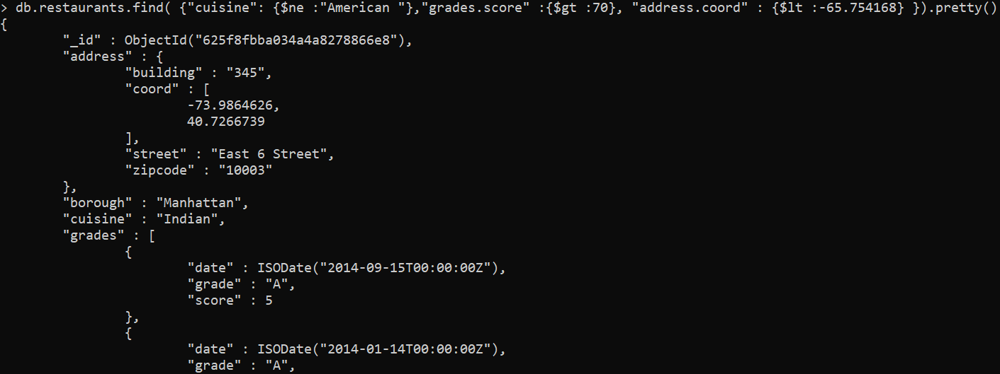 > db.restaurants.find( {"cuisine": {$ne :"American "},"grades.score" :{$gt :70}, "address.coord" : {$lt :-65.754168} }).pretty()
{
        "_id" : ObjectId("625f8fbba034a4a8278866e8"),
        "address" : {
                "building" : "345",
                "coord" : [
                        -73.9864626,
                        40.7266739
                ],
                "street" : "East 6 Street",
                "zipcode" : "10003"
        },
        "borough" : "Manhattan",
        "cuisine" : "Indian",
        "grades" : [
                {
                        "date" : ISODate("2014-09-15T00:00:00Z"),
                        "grade" : "A",
                        "score" : 5
                },
                {
                        "date" : ISODate("2014-01-14T00:00:00Z"),
                        "grade" : "A",